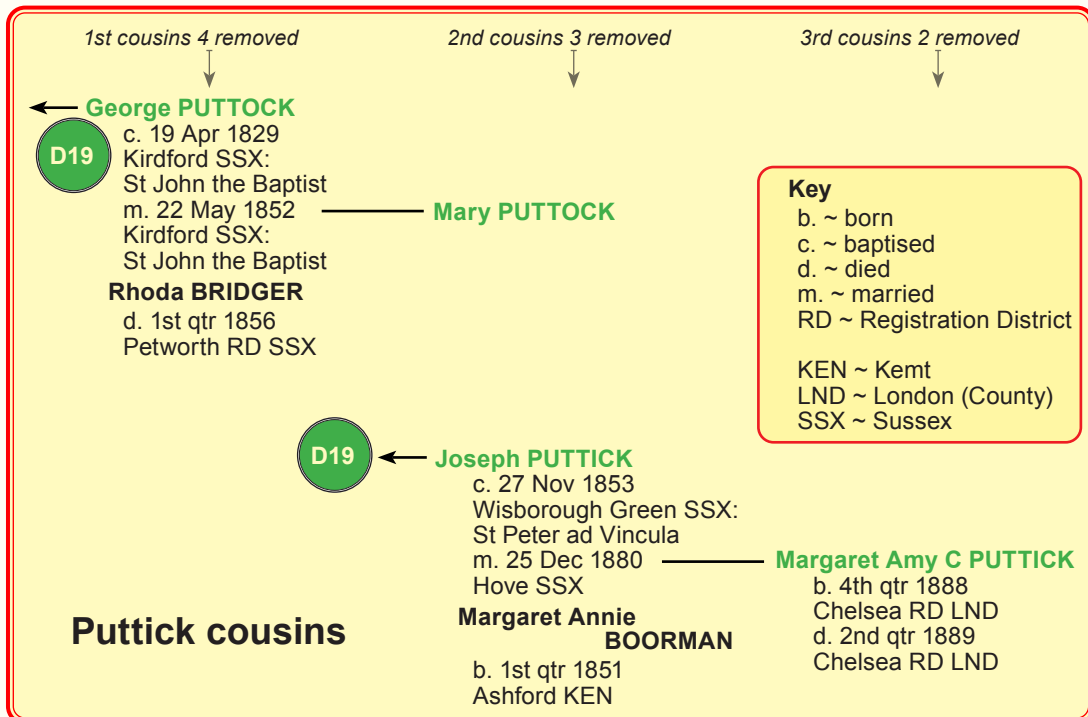 1st cousins 4 removed
2nd cousins 3 removed
3rd cousins 2 removed
George PUTTOCK
D19
c. 19 Apr 1829
Kirdford SSX:
St John the Baptist
m. 22 May 1852
Kirdford SSX:
St John the Baptist
Rhoda BRIDGER
d. 1st qtr 1856
Petworth RD SSX
Mary PUTTOCK
Key
b. ~ born
c. ~ baptised
d. ~ died
m. ~ married
RD ~ Registration District
KEN ~ Kemt
LND ~ London (County)
SSX ~ Sussex
D19
Joseph PUTTICK
c. 27 Nov 1853
Wisborough Green SSX:
St Peter ad Vincula
m. 25 Dec 1880
Hove SSX
Margaret Annie
BOORMAN
b. 1st qtr 1851
Ashford KEN
Margaret Amy C PUTTICK
b. 4th qtr 1888
Chelsea RD LND
d. 2nd qtr 1889
Chelsea RD LND
Puttick cousins